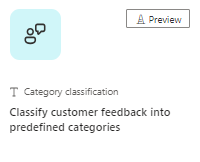 Preview
Category classification
Classify customer feedback into
predefined categories